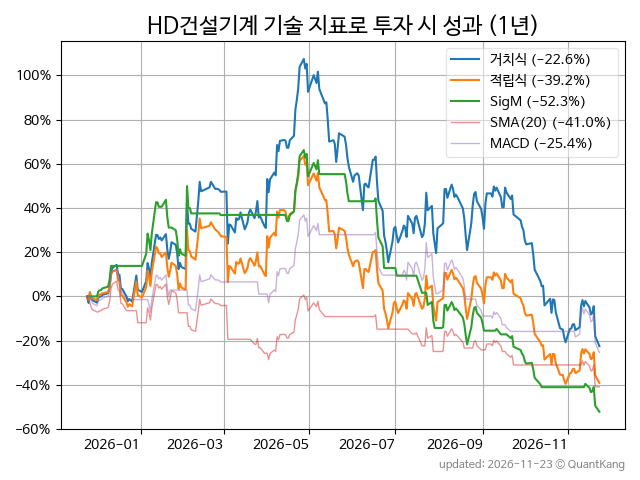 HD건설기계 기술 지표로 투자 시 성과 (1년)
거치식 (−22.6%)
적립식 (−39.2%)
SigM (−52.3%)
SMA(20) (−41.0%)
MACD (−25.4%)
100%
80%
60%
40%
20%
0%
−20%
−40%
−60%
2026-01 2026-03 2026-05 2026-07 2026-09 2026-11
updated: 2026-11-23 © QuantKang